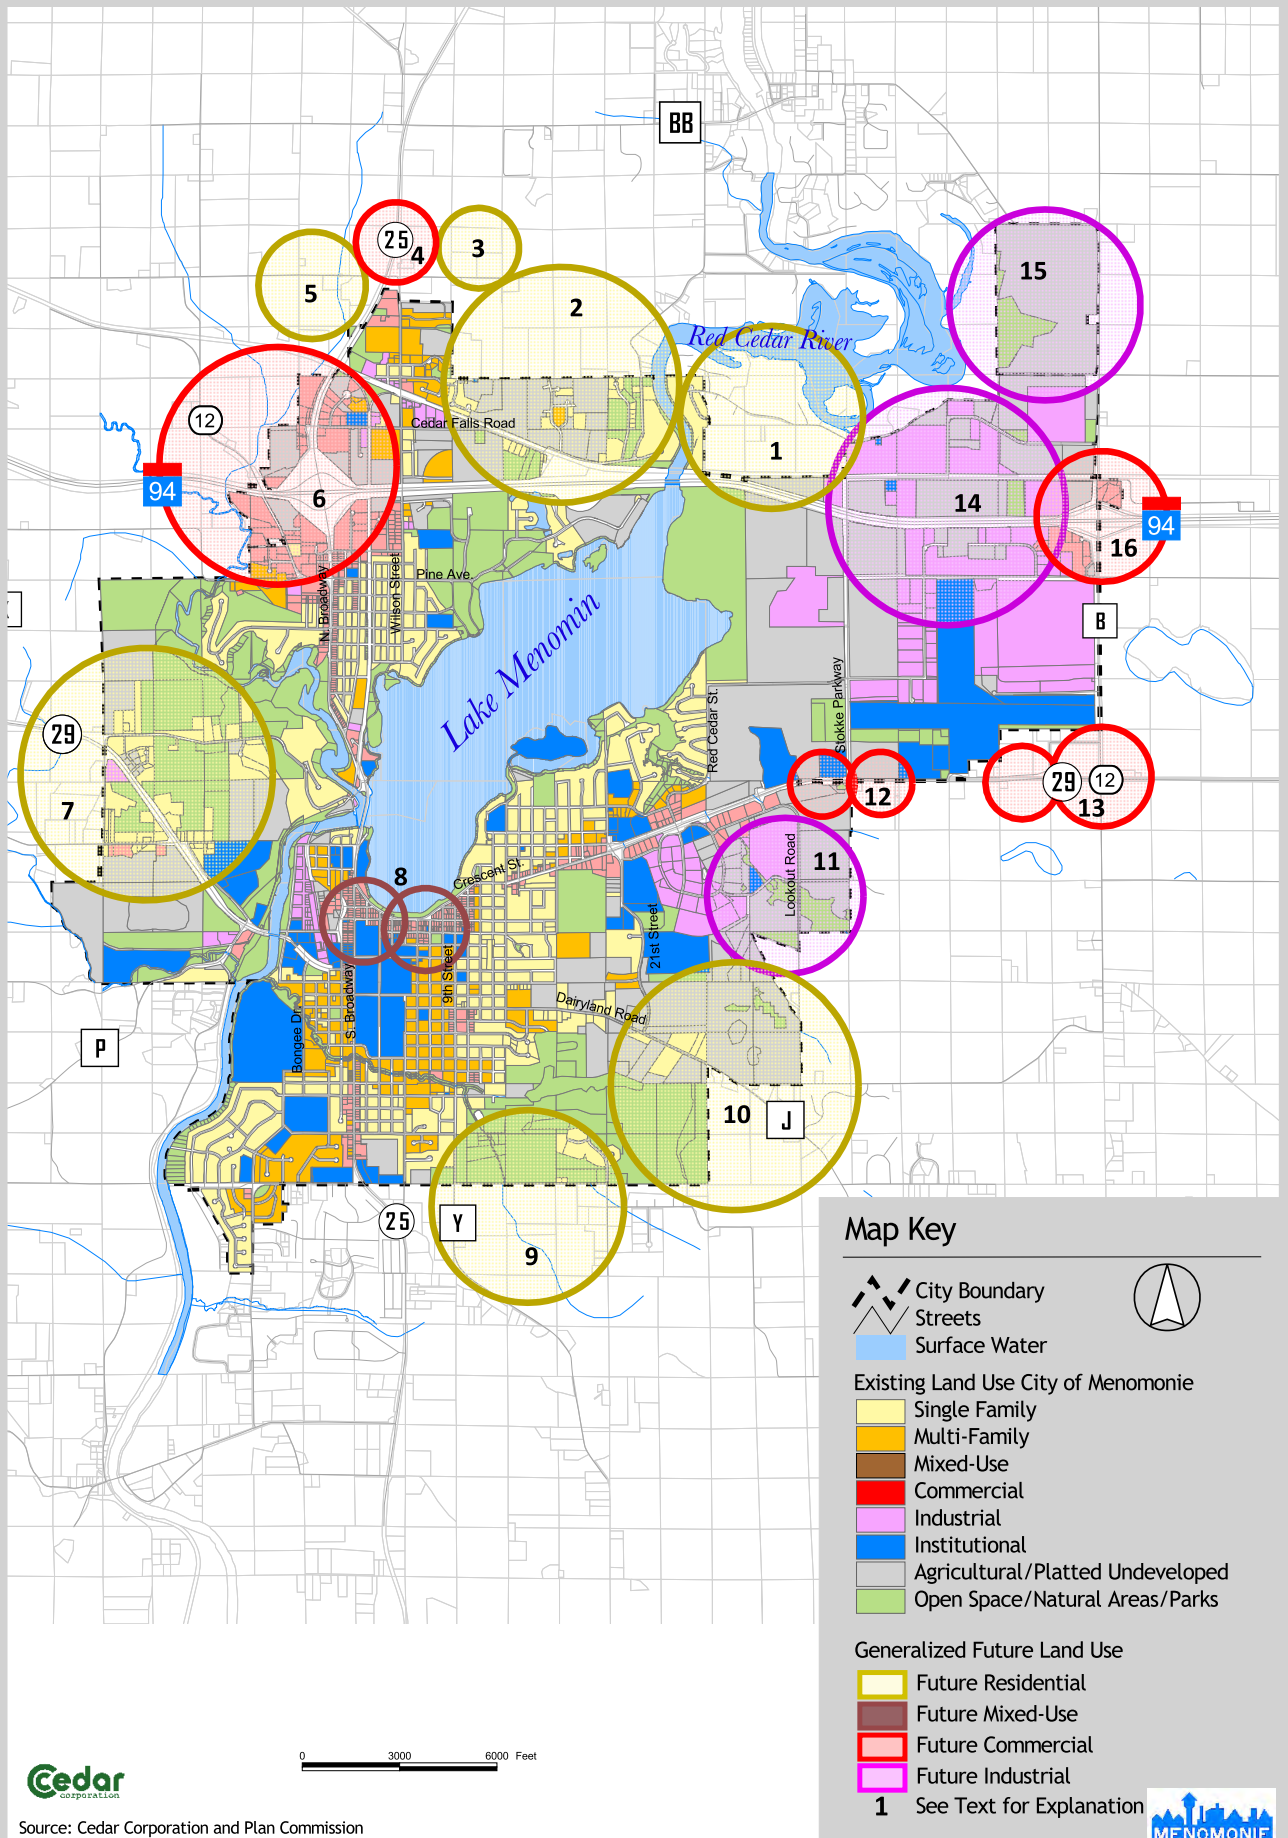 BB
25
4
3
5
2
15
Red Cedar River
12
Cedar Falls Road
1
94
6
14
94
16
Pine Ave.
N. Broadway
Wilson Street
B
Lake Menomin
Red Cedar St.
Stokke Parkway
29
7
12
29
12
13
8
Crescent St.
Lookout Road
11
21st Street
9th Street
S. Broadway
Dairyland Road
Bongee Dr.
P
10
J
25
Y
9
Map Key
City Boundary
Streets
Surface Water
Existing Land Use City of Menomonie
Single Family
Multi-Family
Mixed-Use
Commercial
Industrial
Institutional
Agricultural/Platted Undeveloped
Open Space/Natural Areas/Parks
Generalized Future Land Use
Future Residential
Future Mixed-Use
Future Commercial
Future Industrial
1 See Text for Explanation
0 3000 6000 Feet
Cedar
corporation
MENOMONIE
Source: Cedar Corporation and Plan Commission